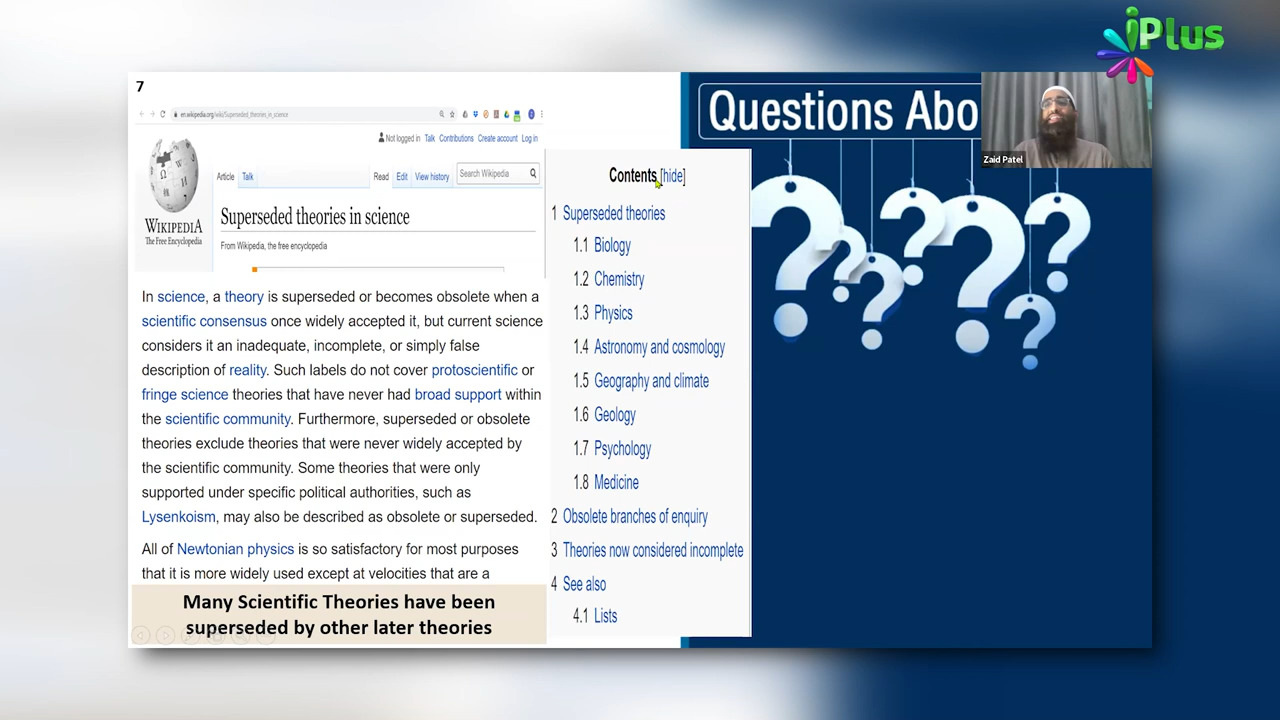 iPlus
7
Questions Abo
Zaid Patel
en.wikipedia.org/wiki/Superseded_theories_in_science
Not logged in Talk Contributions Create account Log in
Article Talk Read Edit View history Search Wikipedia
WIKIPEDIA
The Free Encyclopedia
Superseded theories in science
From Wikipedia, the free encyclopedia
In science, a theory is superseded or becomes obsolete when a
scientific consensus once widely accepted it, but current science
considers it an inadequate, incomplete, or simply false
description of reality. Such labels do not cover protoscientific or
fringe science theories that have never had broad support within
the scientific community. Furthermore, superseded or obsolete
theories exclude theories that were never widely accepted by
the scientific community. Some theories that were only
supported under specific political authorities, such as
Lysenkoism, may also be described as obsolete or superseded.
All of Newtonian physics is so satisfactory for most purposes
that it is more widely used except at velocities that are a
Many Scientific Theories have been
superseded by other later theories
Contents [hide]
1 Superseded theories
1.1 Biology
1.2 Chemistry
1.3 Physics
1.4 Astronomy and cosmology
1.5 Geography and climate
1.6 Geology
1.7 Psychology
1.8 Medicine
2 Obsolete branches of enquiry
3 Theories now considered incomplete
4 See also
4.1 Lists